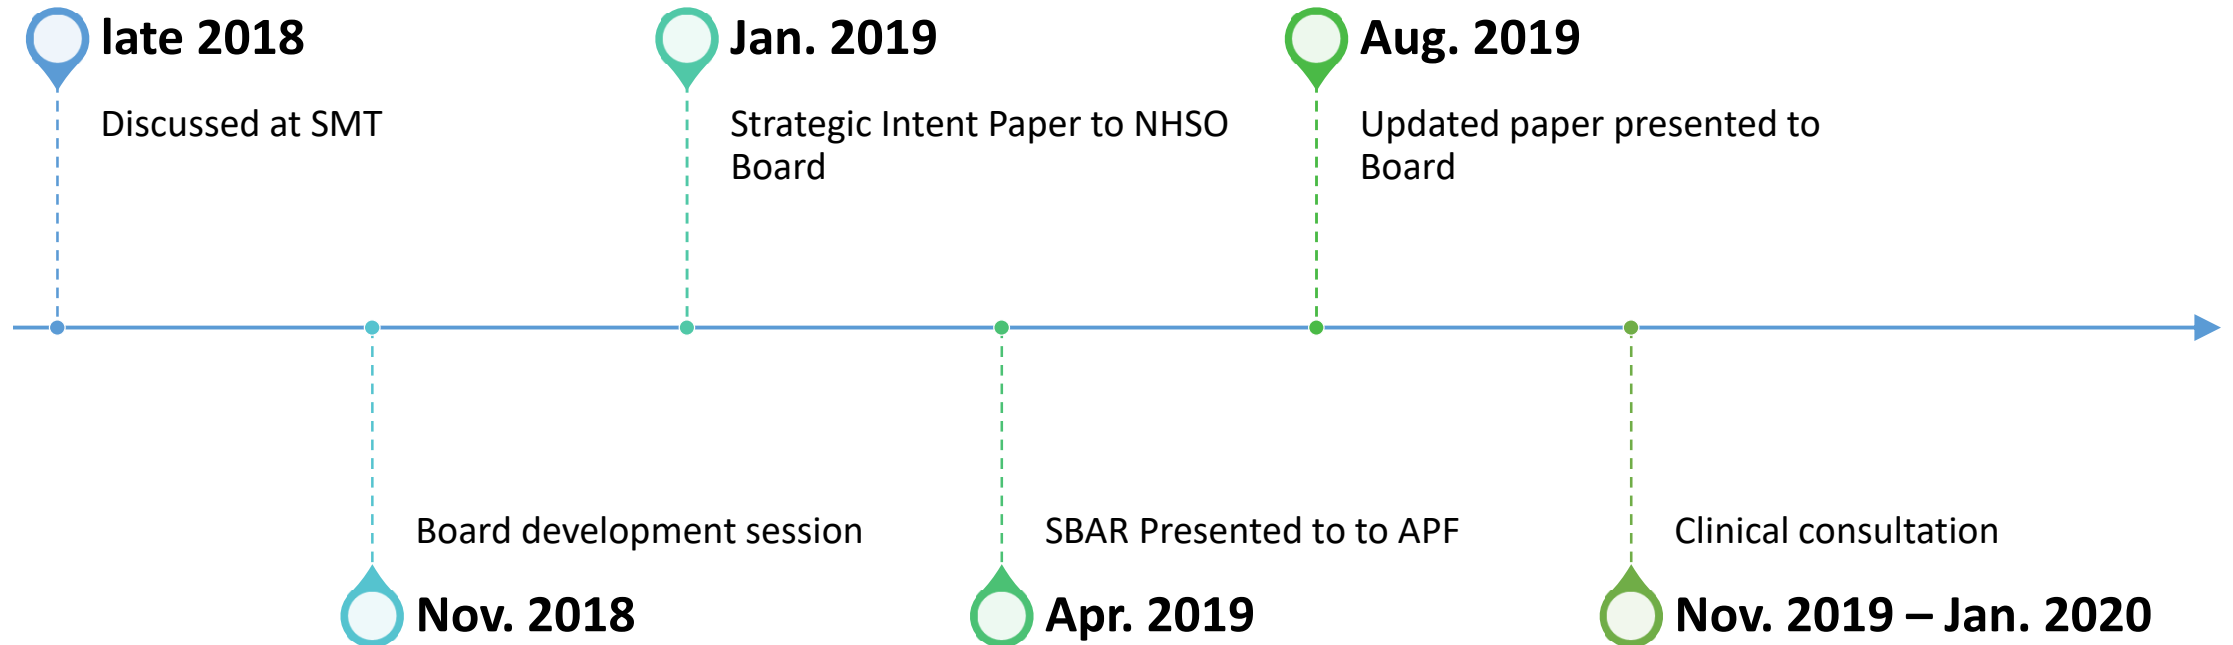 late 2018
Discussed at SMT
Jan. 2019
Strategic Intent Paper to NHSO
Board
Aug. 2019
Updated paper presented to
Board
Board development session
Nov. 2018
SBAR Presented to to APF
Apr. 2019
Clinical consultation
Nov. 2019 – Jan. 2020